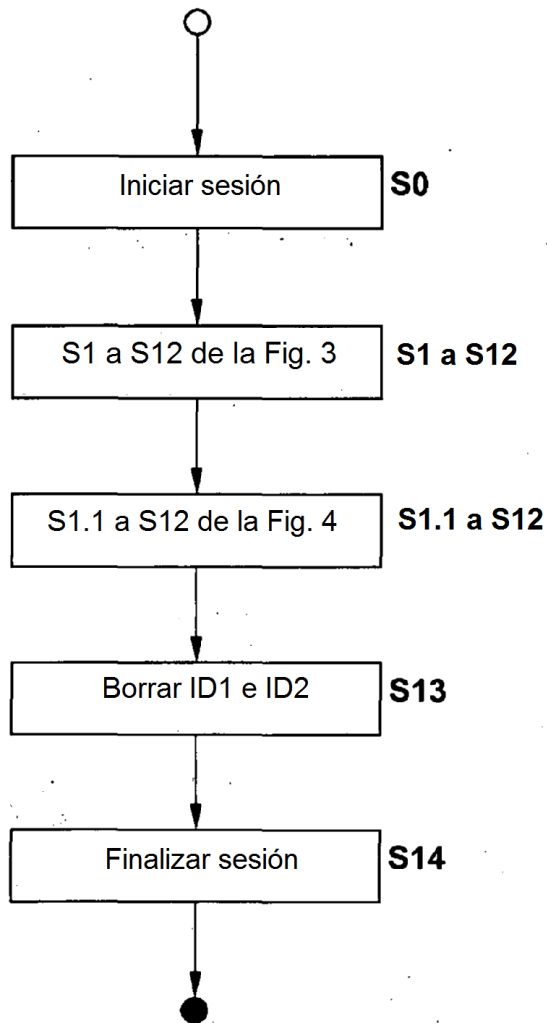 Iniciar sesión S0
S1 a S12 de la Fig. 3 S1 a S12
S1.1 a S12 de la Fig. 4 S1.1 a S12
Borrar ID1 e ID2 S13
Finalizar sesión S14